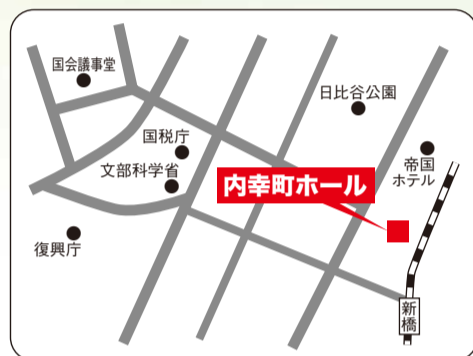 国会議事堂
日比谷公園
国税庁
文部科学省
帝国
ホテル
内幸町ホール
復興庁
新橋